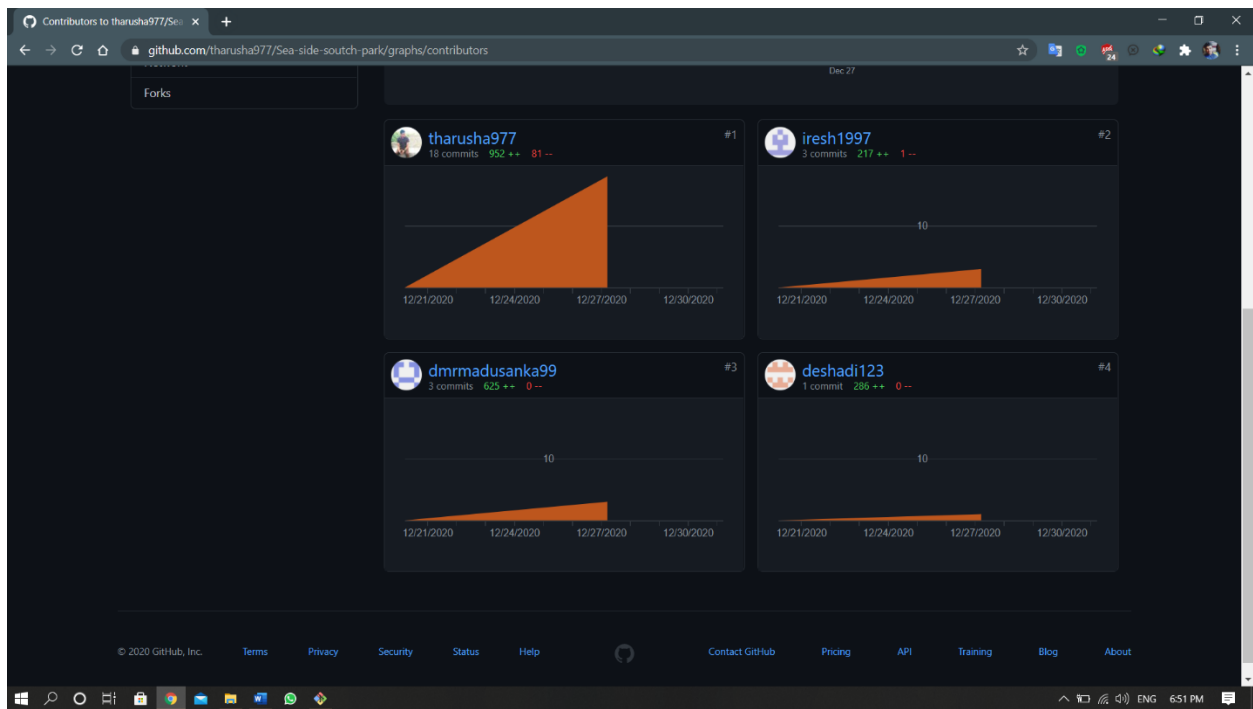 Contributors to tharusha977/Sea
github.com/tharusha977/Sea-side-soutch-park/graphs/contributors
24
Dec 27
Forks
tharusha977
#1
18 commits 952 ++ 81 --
12/21/2020 12/24/2020 12/27/2020 12/30/2020
iresh1997
#2
3 commits 217 ++ 1 --
10
12/21/2020 12/24/2020 12/27/2020 12/30/2020
dmrmadusanka99
#3
3 commits 625 ++ 0 --
10
12/21/2020 12/24/2020 12/27/2020 12/30/2020
deshadi123
#4
1 commit 286 ++ 0 --
10
12/21/2020 12/24/2020 12/27/2020 12/30/2020
© 2020 GitHub, Inc. Terms Privacy Security Status Help Contact GitHub Pricing API Training Blog About
ENG 6:51 PM